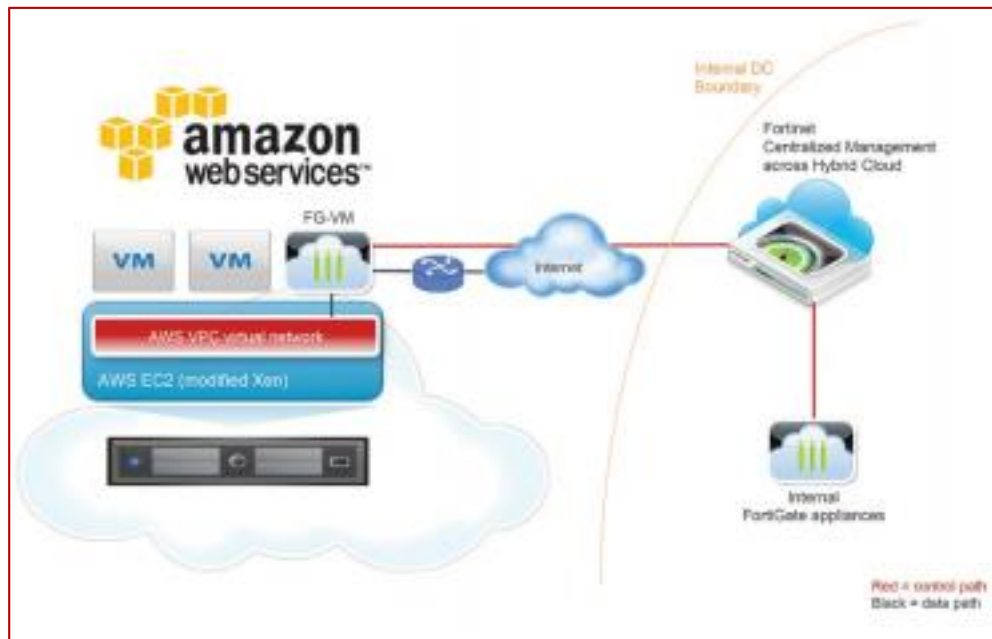 Internal DC
Boundary
Fortinet
Centralized Management
across Hybrid Cloud
amazon
web services™
FG-VM
VM
VM
Internet
AWS VPC virtual network
AWS EC2 (modified Xen)
Internal
FortiGate appliances
Red = control path
Black = data path